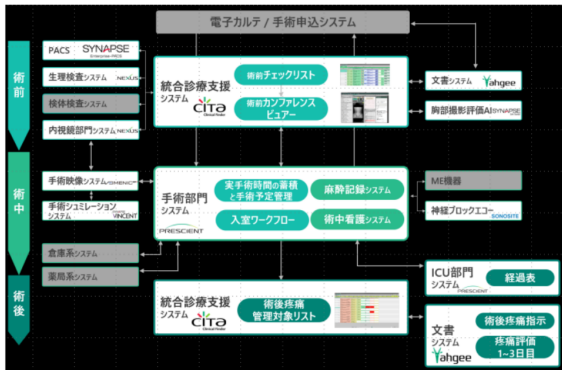 電子カルテ / 手術申込システム
術前
PACS SYNAPSE
Enterprise-PACS
生理検査システム NEXUS
検体検査システム
内視鏡部門システム NEXUS
統合診療支援
システム
CITA
Clinical Finder
術前チェックリスト
術前カンファレンス
ビュアー
文書
システム Yahgee
胸部撮影評価AI SYNAPSE
術中
手術映像システム
手術シュミレーション
システム VINCENT
手術部門
システム
PRESCIENT
実手術時間の蓄積
と手術予定管理
麻酔記録システム
入室ワークフロー
術中看護システム
ME機器
神経ブロックエコー SONOSITE
倉庫系システム
薬局系システム
術後
統合診療支援
システム
CITA
Clinical Finder
術後疼痛
管理対象リスト
ICU部門
システム
PRESCIENT
経過表
文書
システム
Yahgee
術後疼痛指示
疼痛評価
1~3日目